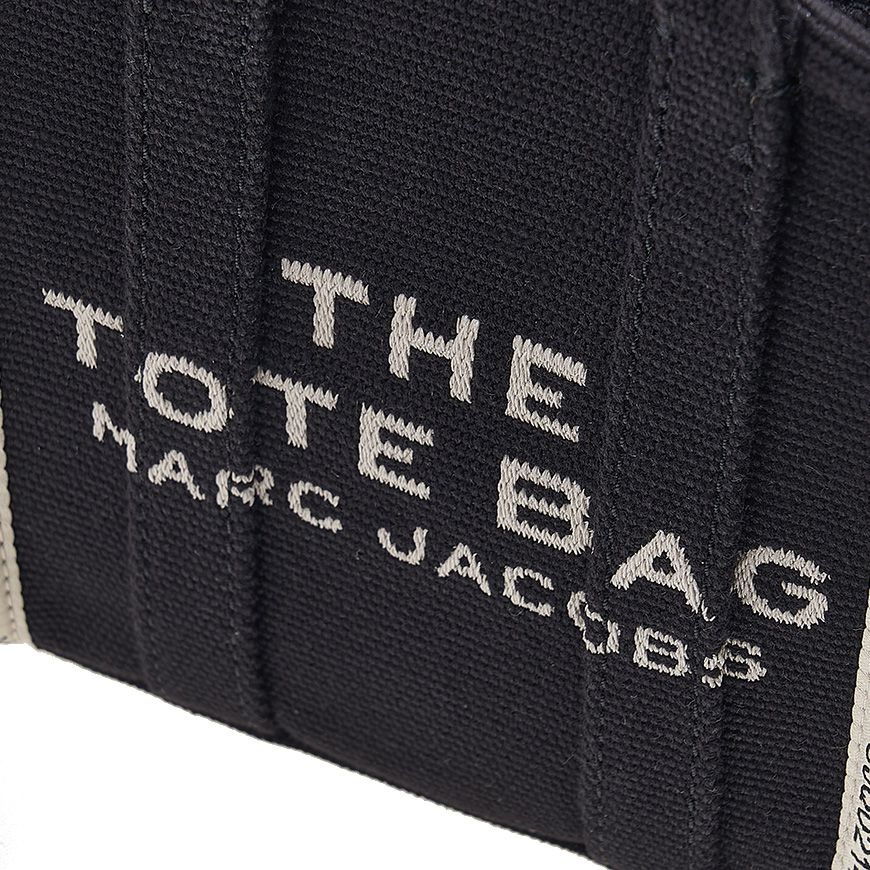 THE
TOTE BAG
MARC JACOBS